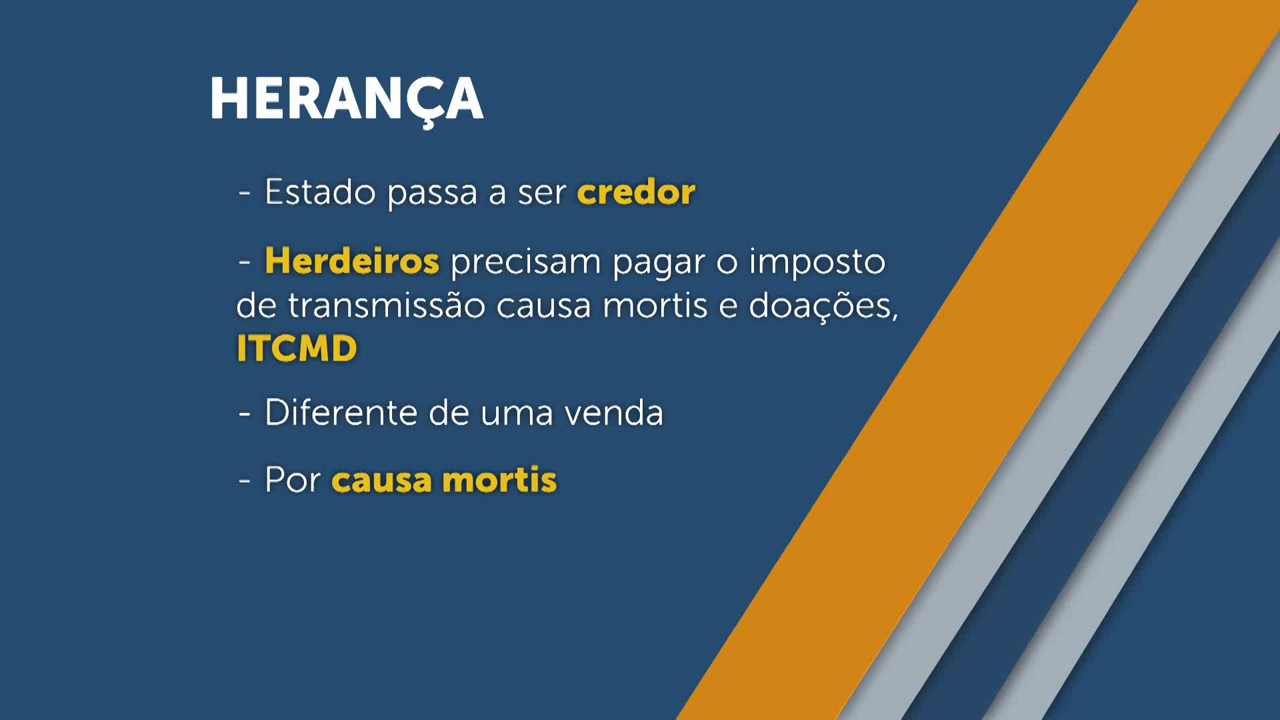 HERANÇA
- Estado passa a ser credor
- Herdeiros precisam pagar o imposto
de transmissão causa mortis e doações,
ITCMD
- Diferente de uma venda
- Por causa mortis